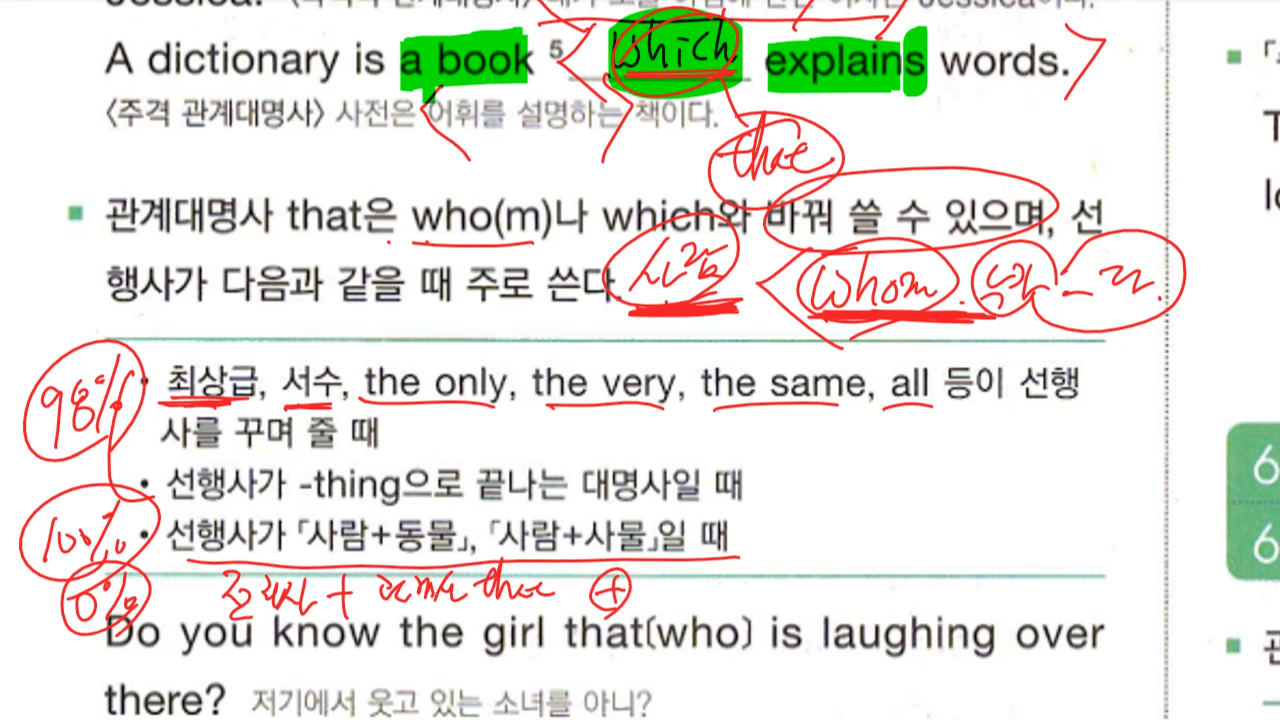 A dictionary is a book 5 which explains words.
〈주격 관계대명사〉 사전은 어휘를 설명하는 책이다.
that
관계대명사 that은 who(m)나 which와 바꿔 쓸 수 있으며, 선
행사가 다음과 같을 때 주로 쓴다.
사람 whom
98%
최상급, 서수, the only, the very, the same, all 등이 선행
사를 꾸며 줄 때
• 선행사가 -thing으로 끝나는 대명사일 때
100%
• 선행사가 「사람+동물」, 「사람+사물」일 때
0%
that +
Do you know the girl that(who) is laughing over
there? 저기에서 웃고 있는 소녀를 아니?
6
6